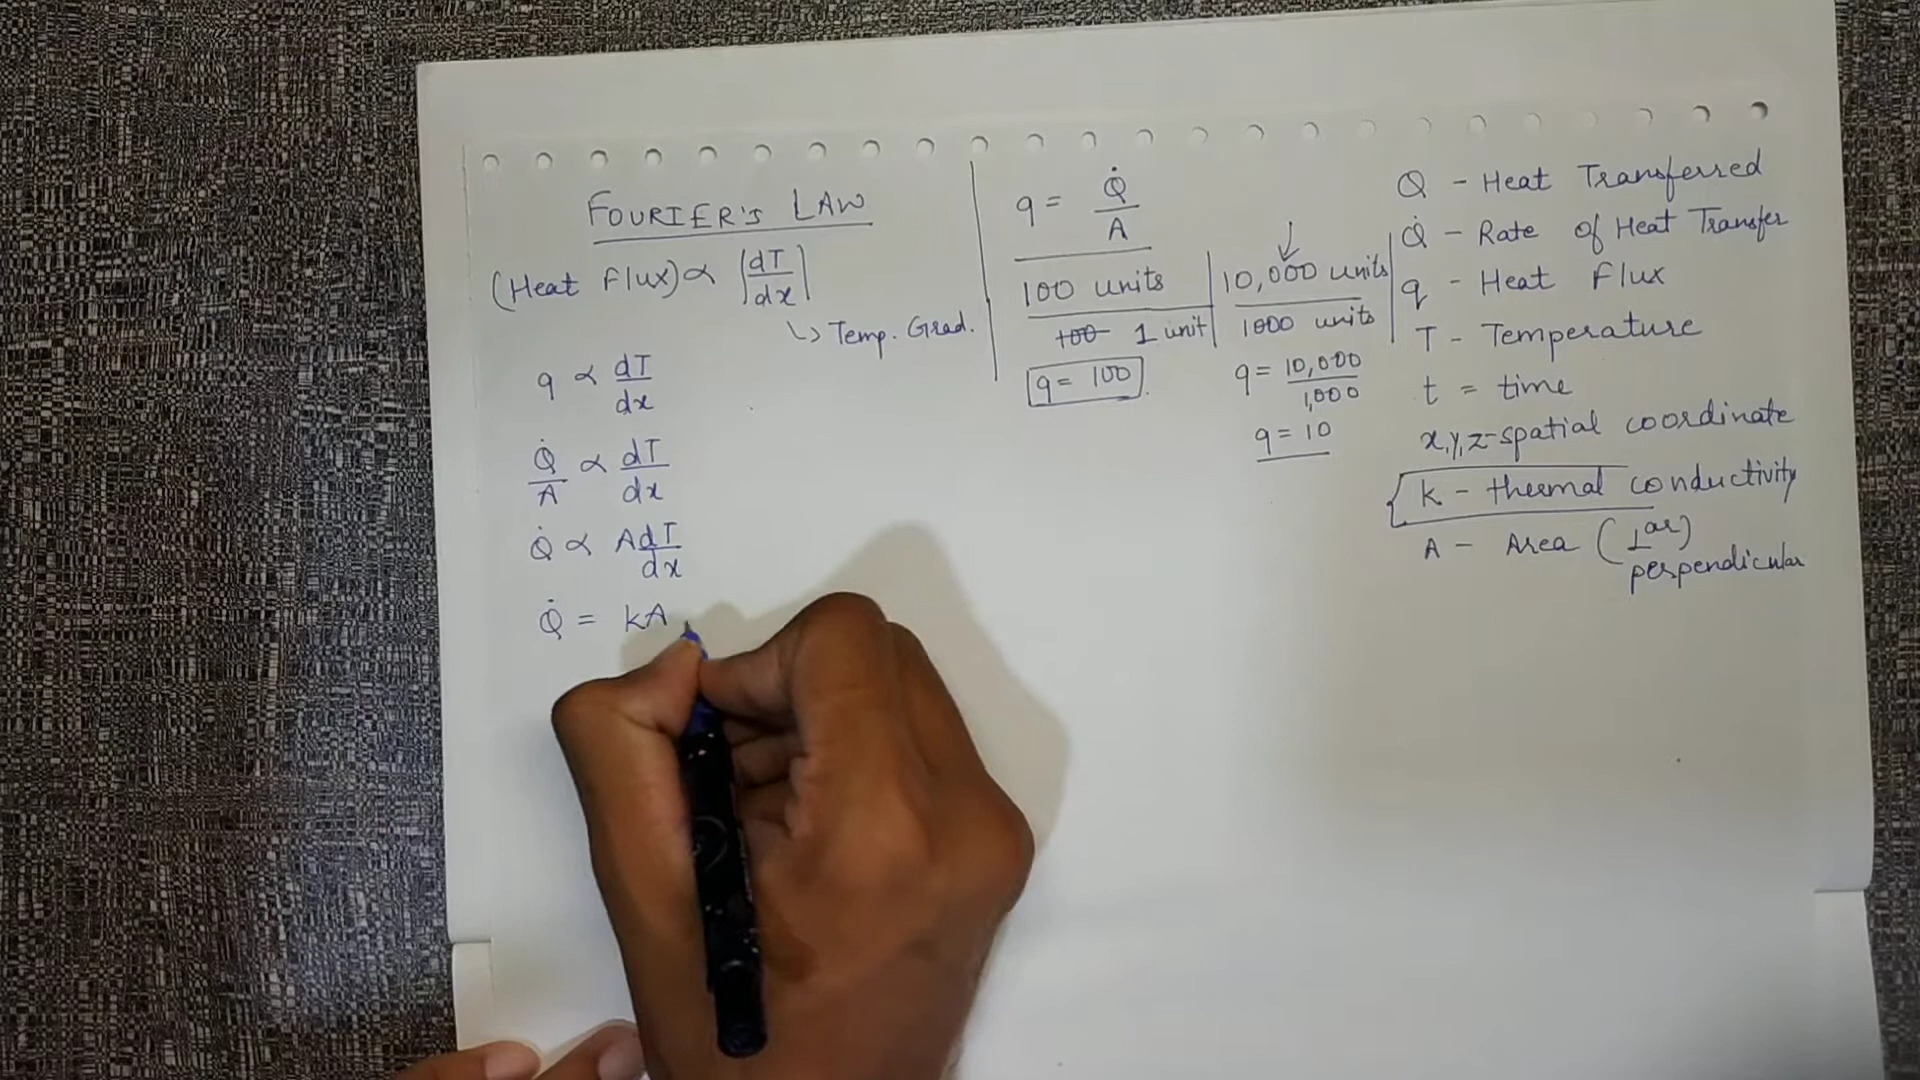 FOURIER'S LAW
(Heat Flux) ∝ |dT/dx|
↳ Temp. Grad.
q ∝ dT/dx
Q̇/A ∝ dT/dx
Q̇ ∝ A dT/dx
Q̇ = kA
q = Q̇/A
100 units
100 1 unit
q = 100
10,000 units
1000 units
q = 10,000/1,000
q = 10
Q - Heat Transferred
Q̇ - Rate of Heat Transfer
q - Heat Flux
T - Temperature
t = time
x,y,z-spatial coordinate
k - thermal conductivity
A - Area (⊥ar)
perpendicular